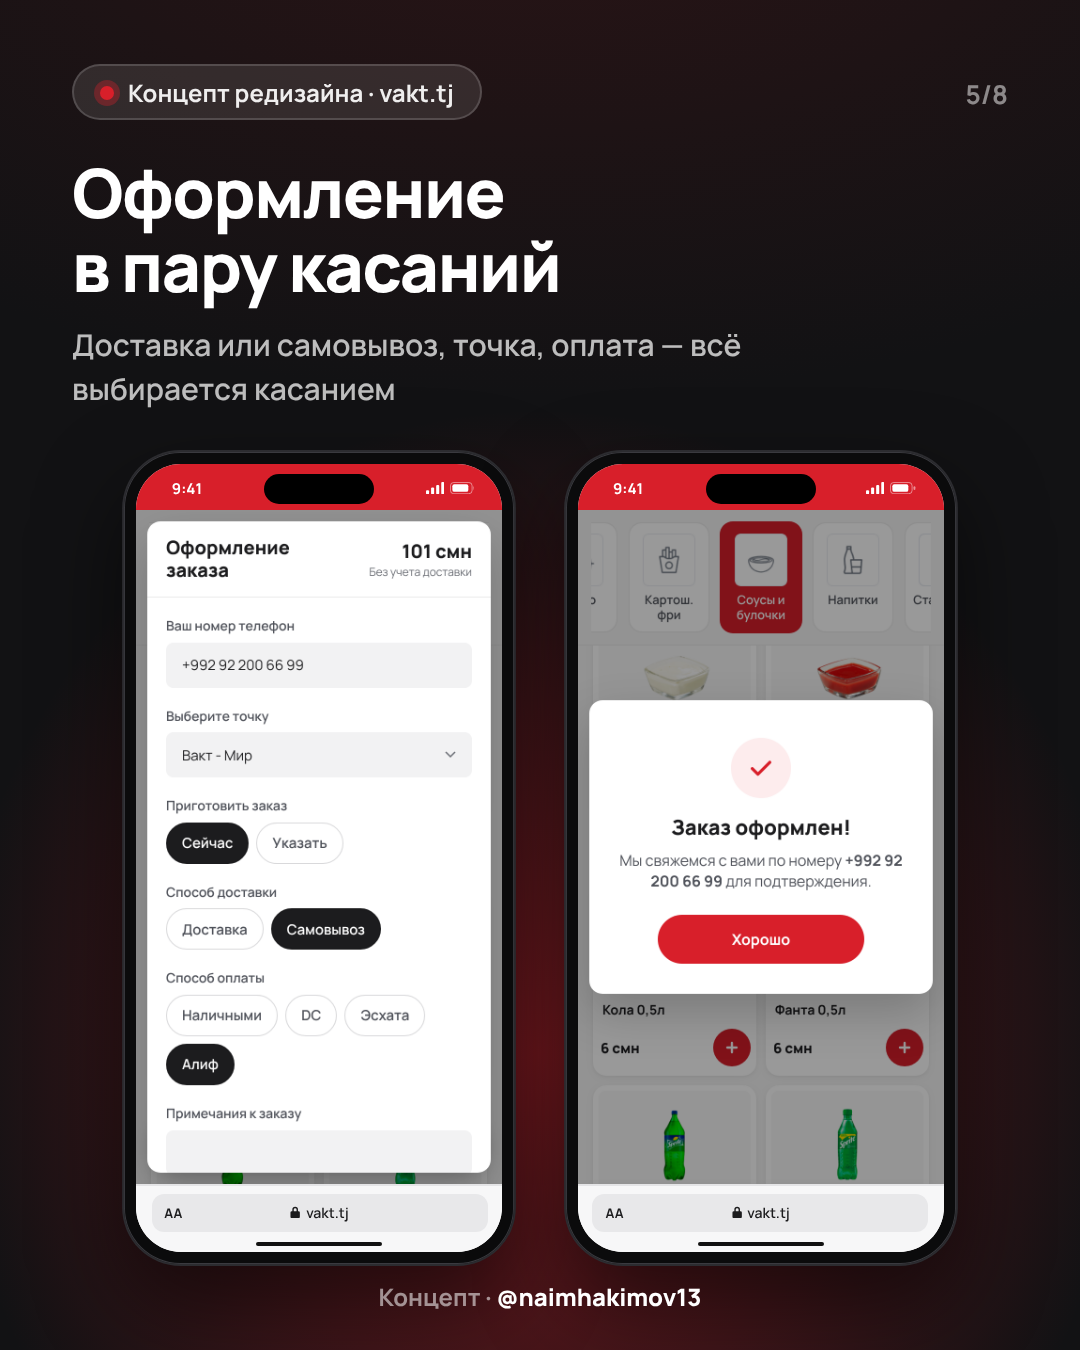 Концепт редизайна · vakt.tj
5/8
Оформление
в пару касаний
Доставка или самовывоз, точка, оплата — всё
выбирается касанием
9:41
Оформление
заказа
101 смн
Без учета доставки
Ваш номер телефон
+992 92 200 66 99
Выберите точку
Вакт - Мир
Приготовить заказ
Сейчас
Указать
Способ доставки
Доставка
Самовывоз
Способ оплаты
Наличными
DC
Эсхата
Алиф
Примечания к заказу
AA
vakt.tj
9:41
Картош.
фри
Соусы и
булочки
Напитки
Заказ оформлен!
Мы свяжемся с вами по номеру +992 92
200 66 99 для подтверждения.
Хорошо
Кола 0,5л
Фанта 0,5л
6 смн
6 смн
Sprite
Sprite
AA
vakt.tj
Концепт · @naimhakimov13